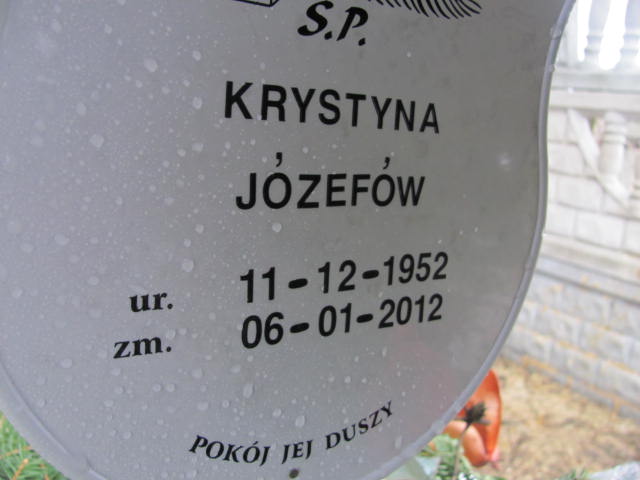 S.P.
KRYSTYNA
JÓZEFÓW
ur. 11-12-1952
zm. 06-01-2012
POKÓJ JEJ DUSZY